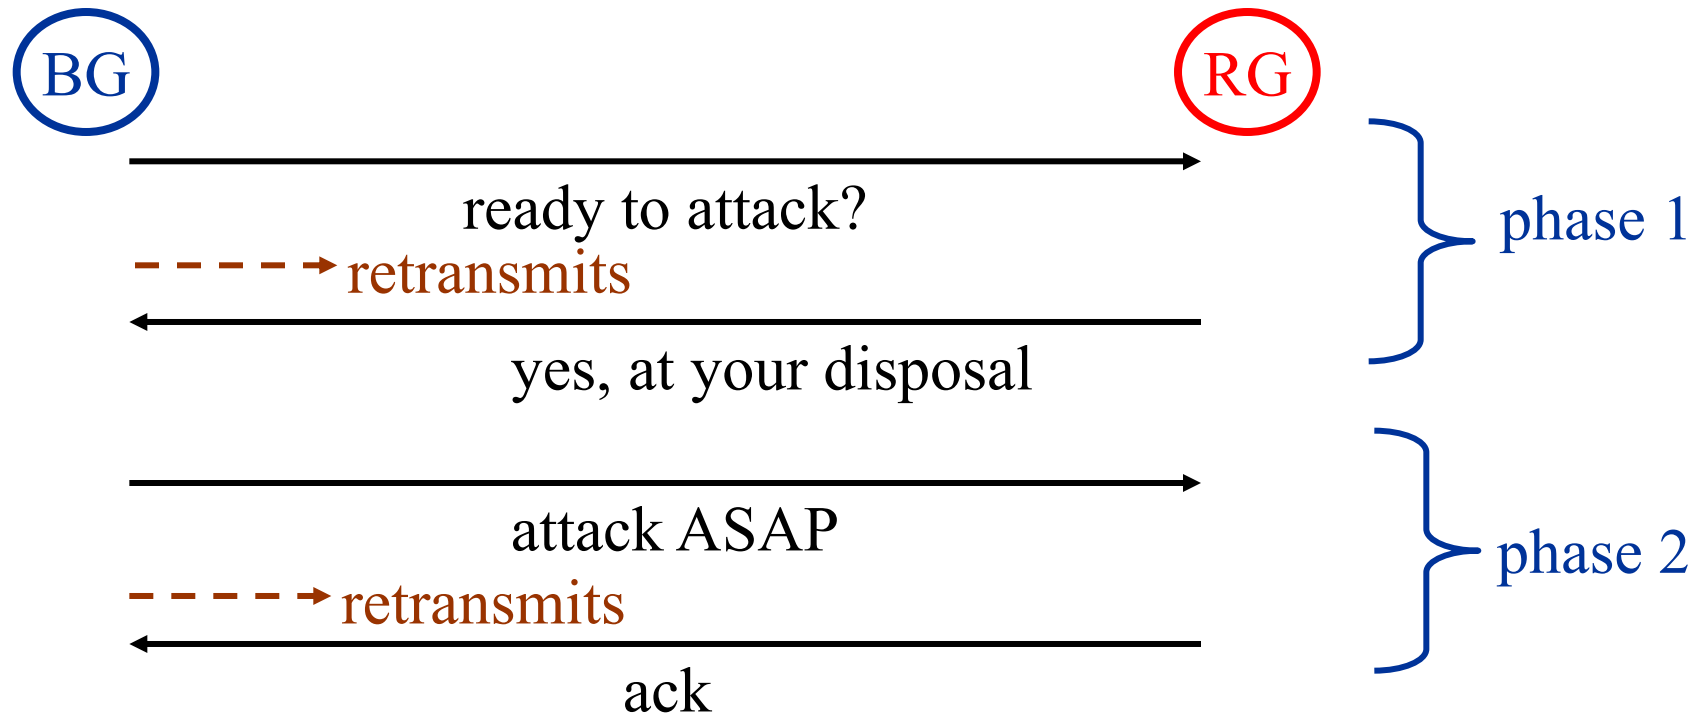 BG
RG
ready to attack?
retransmits
yes, at your disposal
phase 1
attack ASAP
retransmits
ack
phase 2